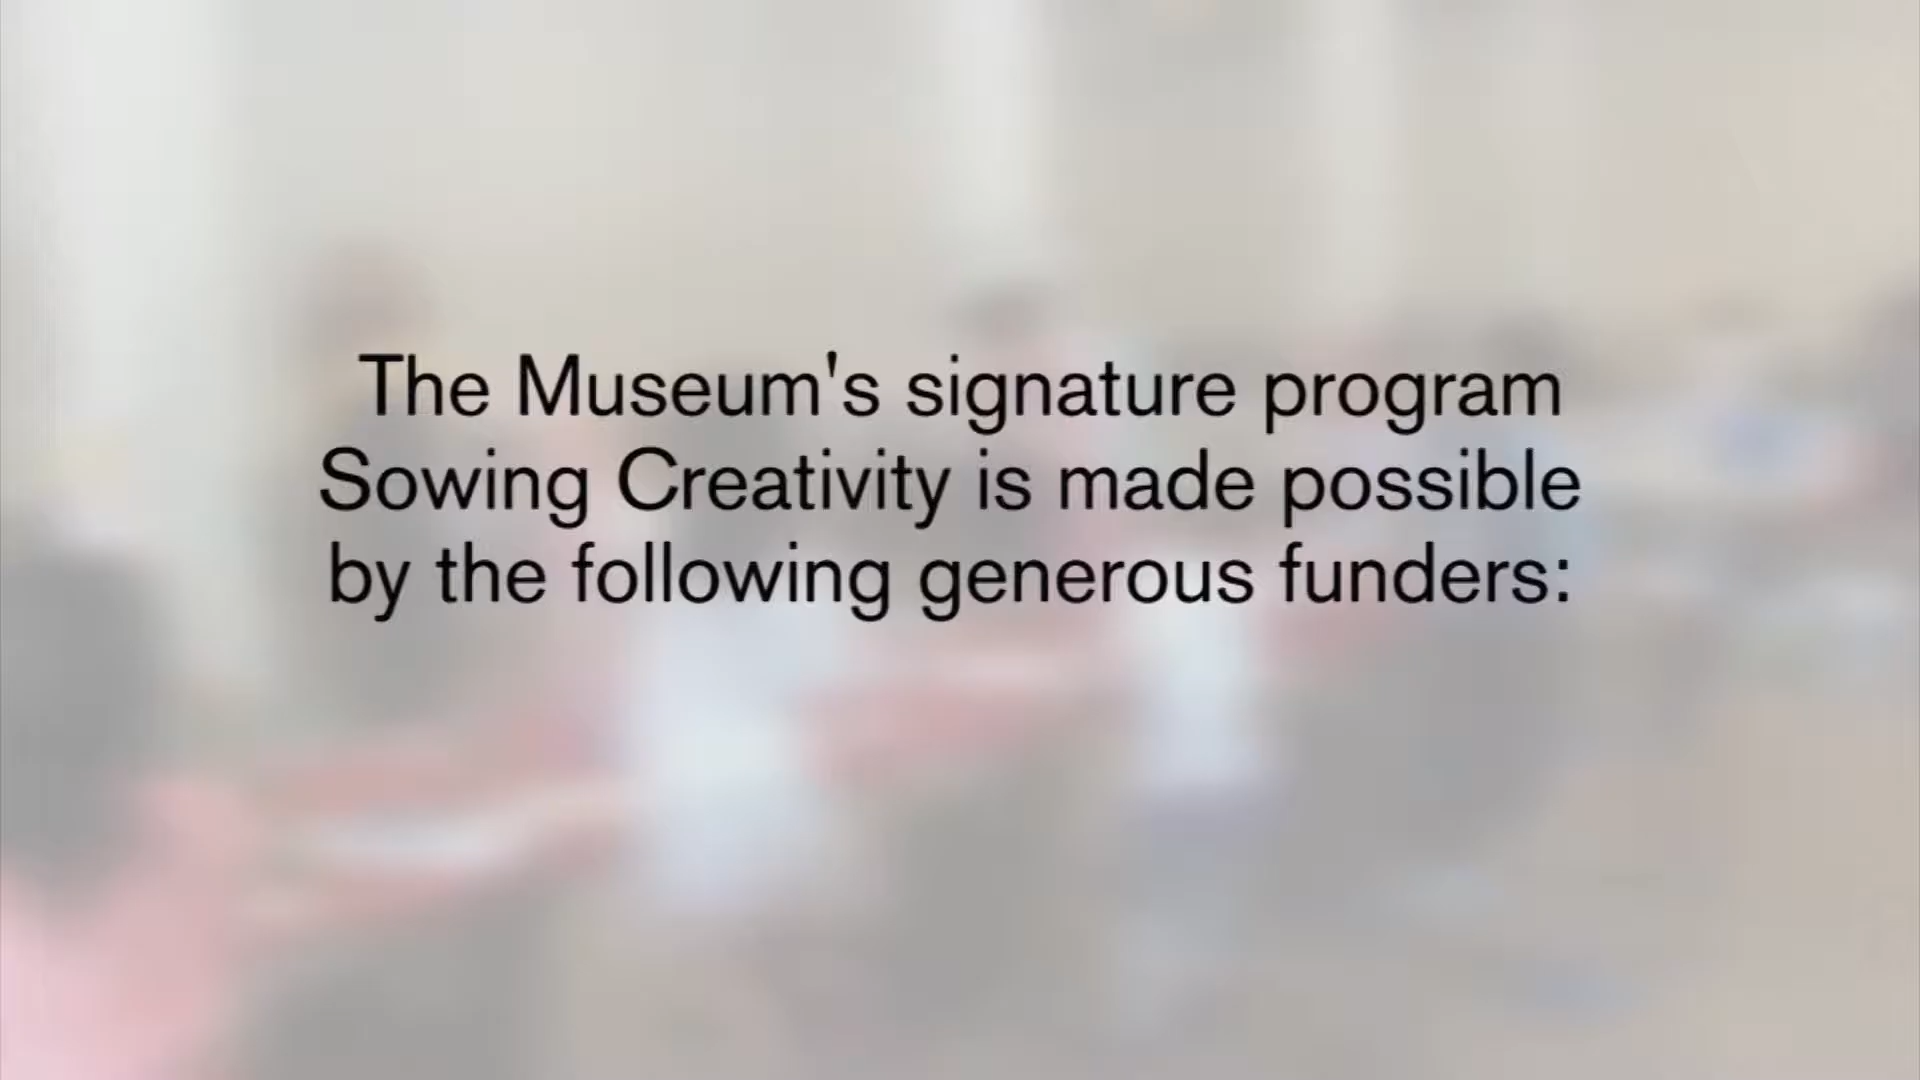 The Museum's signature program
Sowing Creativity is made possible
by the following generous funders: